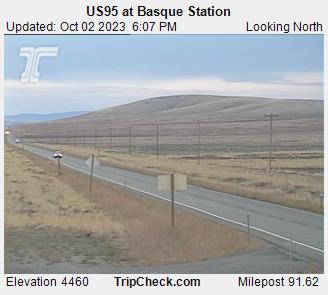 US95 at Basque Station
Updated: Oct 02 2023 6:07 PM Looking North
Elevation 4460 TripCheck.com Milepost 91.62